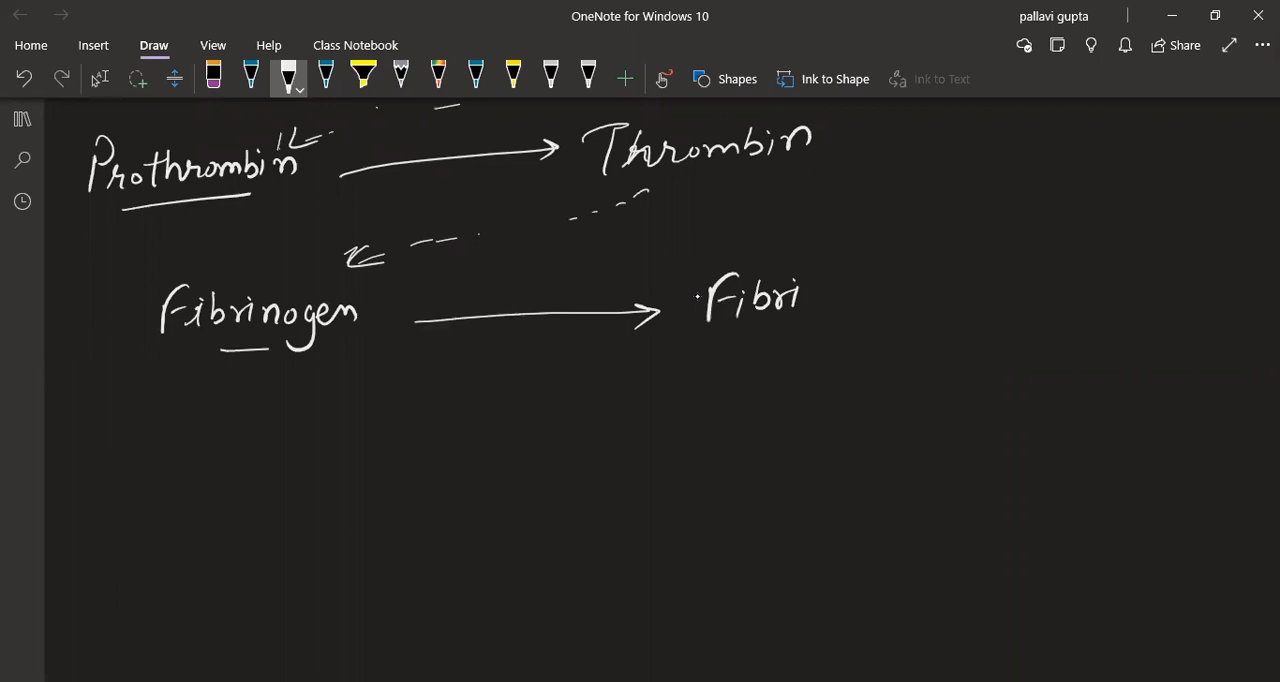 OneNote for Windows 10
pallavi gupta
Home Insert Draw View Help Class Notebook
Share
Shapes Ink to Shape Ink to Text
Prothrombin Thrombin
Fibrinogen Fibri